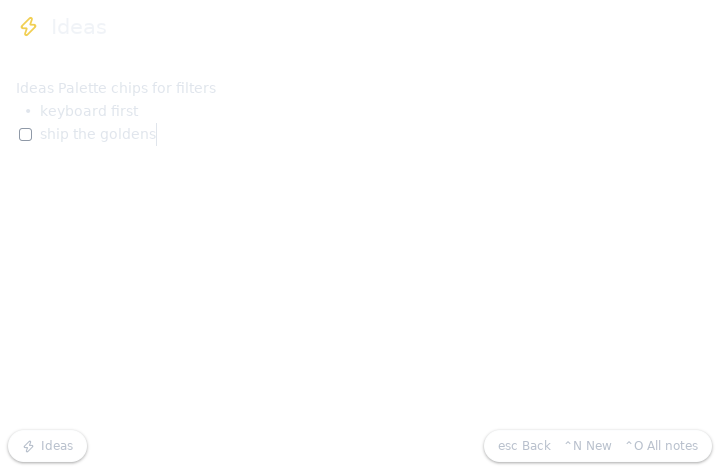 Ideas
Ideas Palette chips for filters
• keyboard first
ship the goldens
Ideas
esc Back ^N New ^O All notes